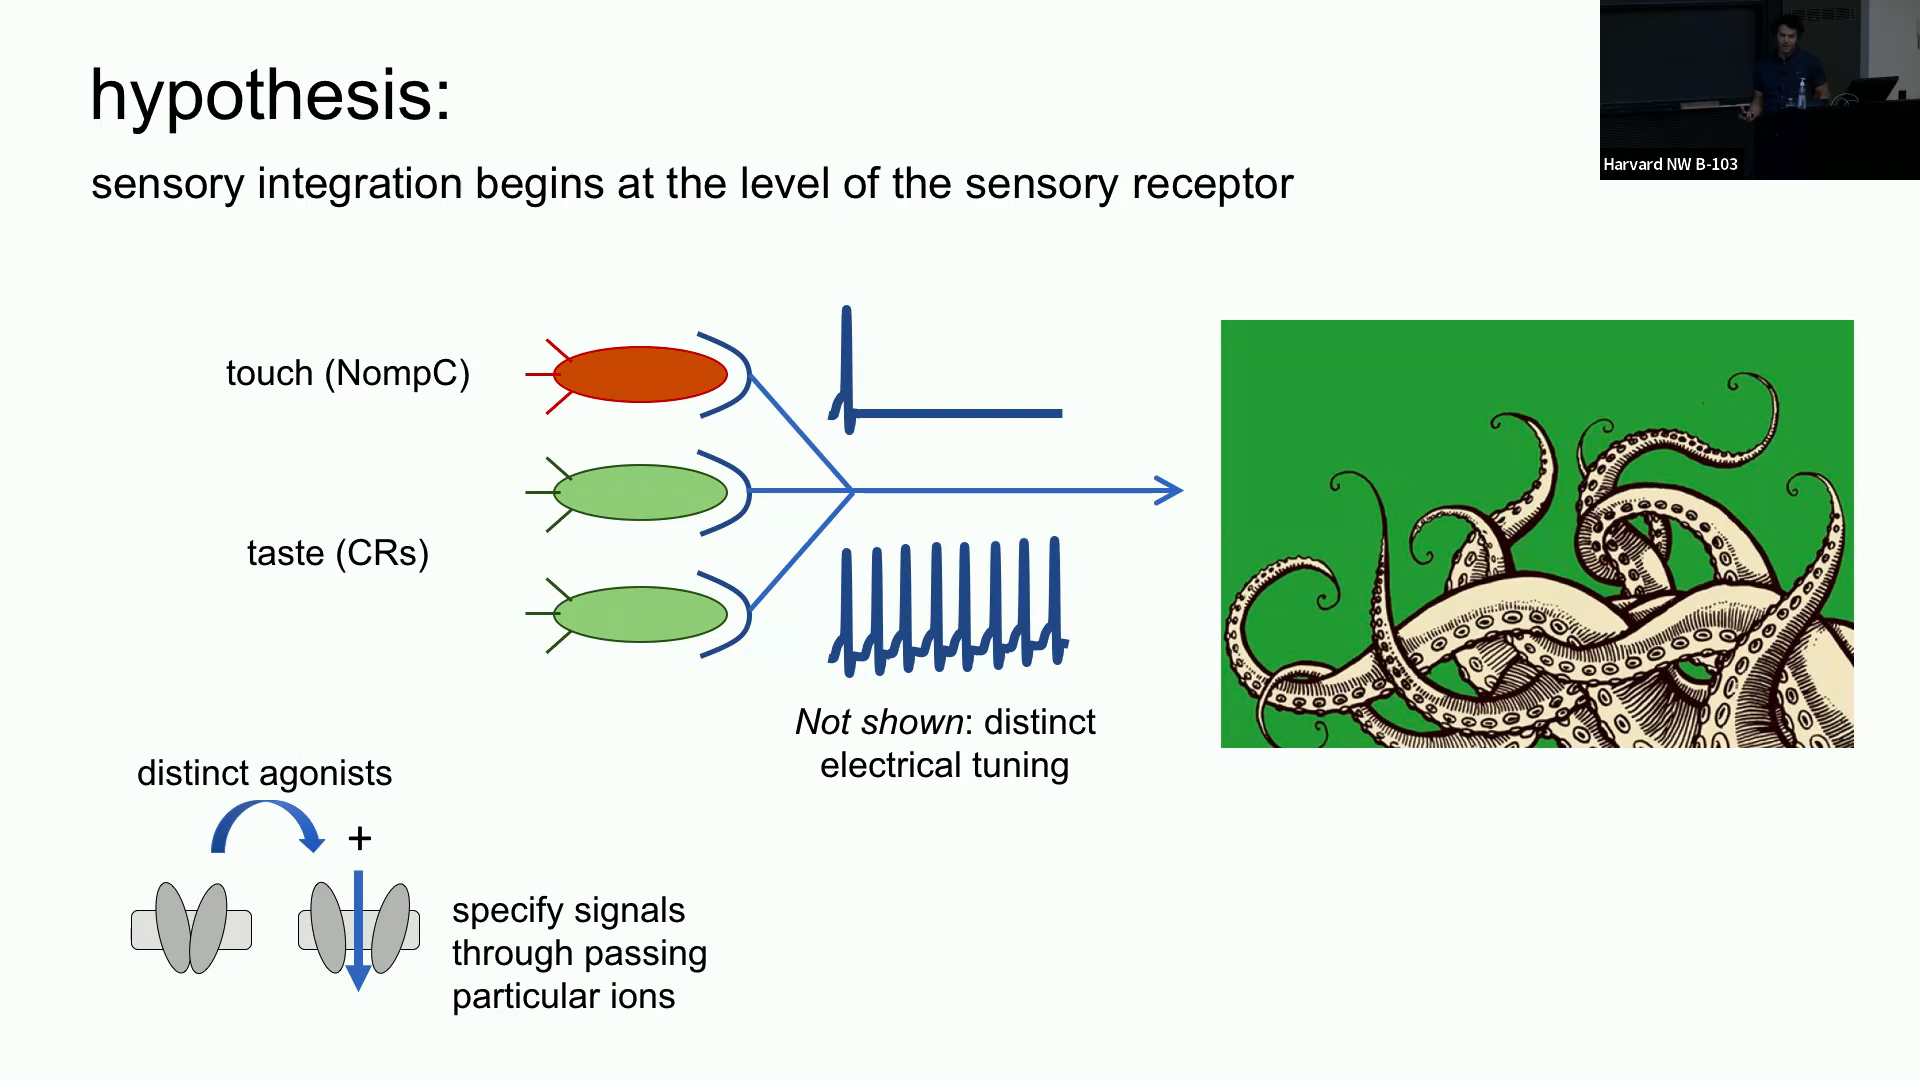 hypothesis:
sensory integration begins at the level of the sensory receptor
Harvard NW B-103
touch (NompC)
taste (CRs)
Not shown: distinct
electrical tuning
distinct agonists
+
specify signals
through passing
particular ions